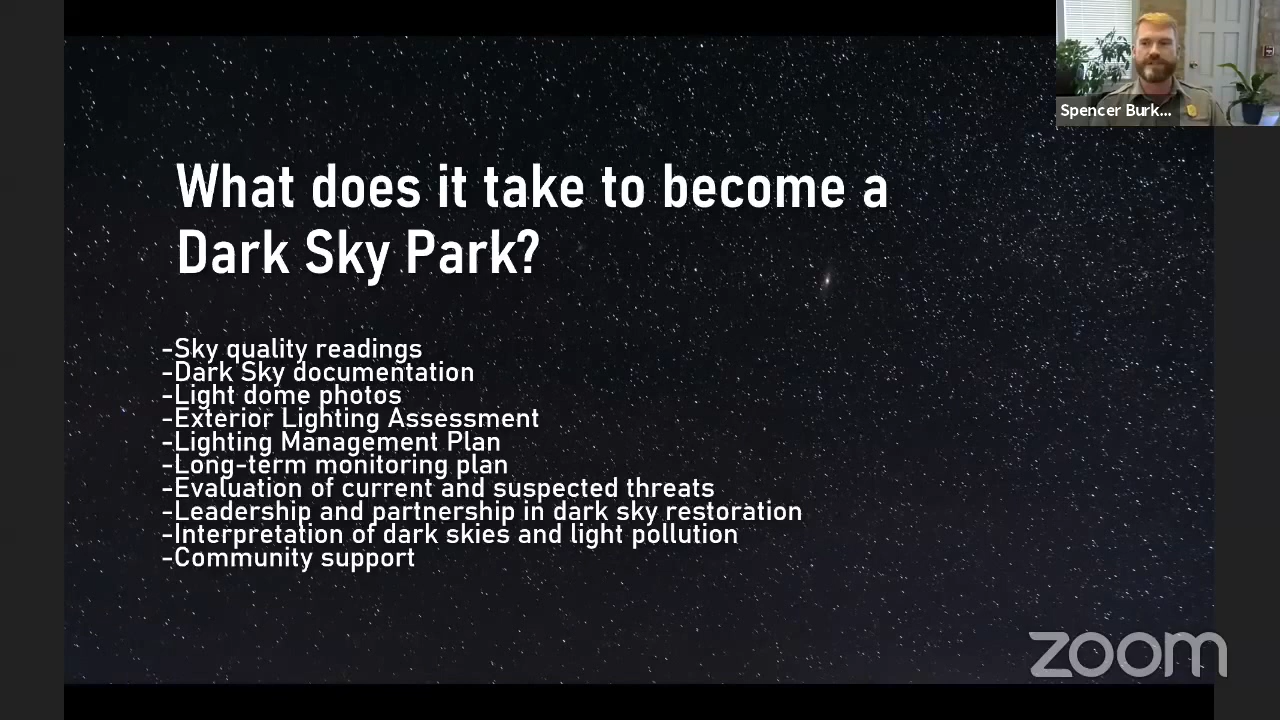 Spencer Burk...
What does it take to become a
Dark Sky Park?
-Sky quality readings
-Dark Sky documentation
-Light dome photos
-Exterior Lighting Assessment
-Lighting Management Plan
-Long-term monitoring plan
-Evaluation of current and suspected threats
-Leadership and partnership in dark sky restoration
-Interpretation of dark skies and light pollution
-Community support
zoom